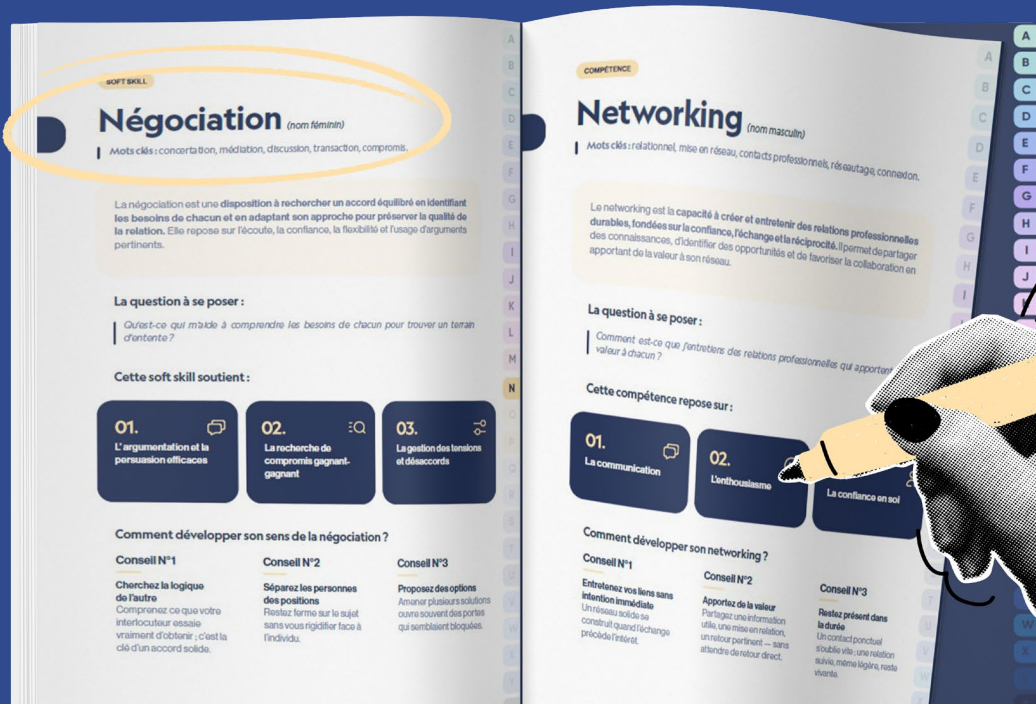 SOFT SKILL
Négociation (nom féminin)
Mots clés : concertation, médiation, discussion, transaction, compromis.
La négociation est une disposition à rechercher un accord équilibré en identifiant
les besoins de chacun et en adaptant son approche pour préserver la qualité de
la relation. Elle repose sur l'écoute, la confiance, la flexibilité et l'usage d'arguments
pertinents.
La question à se poser :
Qu'est-ce qui m'aide à comprendre les besoins de chacun pour trouver un terrain
d'entente ?
Cette soft skill soutient :
01.
L'argumentation et la
persuasion efficaces
02.
La recherche de
compromis gagnant-
gagnant
03.
La gestion des tensions
et désaccords
Comment développer son sens de la négociation ?
Conseil N°1
Cherchez la logique
de l'autre
Comprenez ce que votre
interlocuteur essaie
vraiment d'obtenir ; c'est la
clé d'un accord solide.
Conseil N°2
Séparez les personnes
des positions
Restez ferme sur le sujet
sans vous rigidifier face à
l'individu.
Conseil N°3
Proposez des options
Amener plusieurs solutions
ouvre souvent des portes
qui semblaient bloquées.
A
B
C
D
E
F
G
H
I
J
K
L
M
N
O
P
Q
R
S
T
U
V
W
X
Y
COMPÉTENCE
Networking (nom masculin)
Mots clés : relationnel, mise en réseau, contacts professionnels, réseautage, connexion.
Le networking est la capacité à créer et entretenir des relations professionnelles
durables, fondées sur la confiance, l'échange et la réciprocité. Il permet de partager
des connaissances, d'identifier des opportunités et de favoriser la collaboration en
apportant de la valeur à son réseau.
La question à se poser :
Comment est-ce que j'entretiens des relations professionnelles qui apportent
valeur à chacun ?
Cette compétence repose sur :
01.
La communication
02.
L'enthousiasme
La confiance en soi
Comment développer son networking ?
Conseil N°1
Entretenez vos liens sans
intention immédiate
Un réseau solide se
construit quand l'échange
précède l'intérêt.
Conseil N°2
Apportez de la valeur
Partagez une information
utile, une mise en relation,
un retour pertinent — sans
attendre de retour direct.
Conseil N°3
Restez présent dans
la durée
Un contact ponctuel
s'oublie vite ; une relation
suivie, même légère, reste
vivante.
A
B
C
D
E
F
G
H
I
T
U
V
W
X
A
B
C
D
E
F
G
H
I
J
W
X